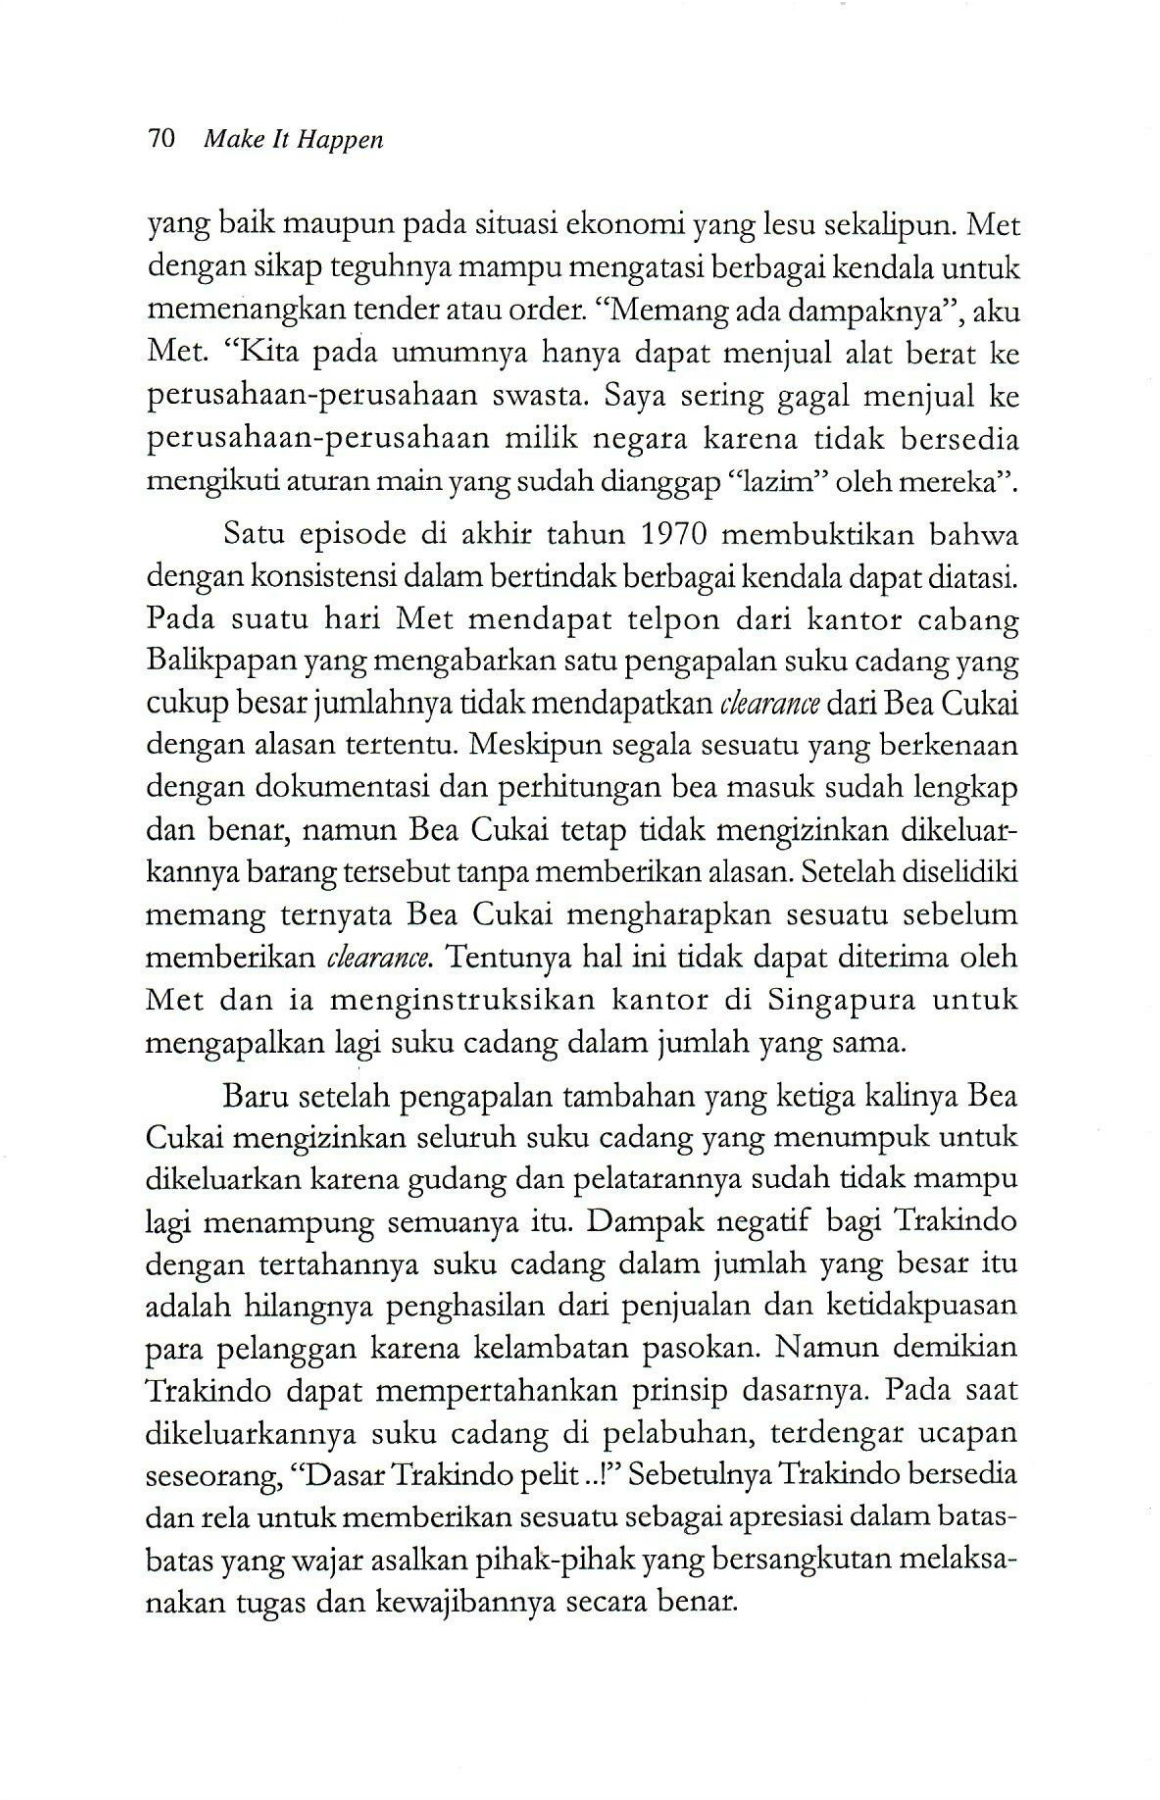 70 Make It Happen
yang baik maupun pada situasi ekonomi yang lesu sekalipun. Met
dengan sikap teguhnya mampu mengatasi berbagai kendala untuk
memenangkan tender atau order. “Memang ada dampaknya”, aku
Met. “Kita pada umumnya hanya dapat menjual alat berat ke
perusahaan-perusahaan swasta. Saya sering gagal menjual ke
perusahaan-perusahaan milik negara karena tidak bersedia
mengikuti aturan main yang sudah dianggap “lazim” oleh mereka”.
Satu episode di akhir tahun 1970 membuktikan bahwa
dengan konsistensi dalam bertindak berbagai kendala dapat diatasi.
Pada suatu hari Met mendapat telpon dari kantor cabang
Balikpapan yang mengabarkan satu pengapalan suku cadang yang
cukup besar jumlahnya tidak mendapatkan clearance dari Bea Cukai
dengan alasan tertentu. Meskipun segala sesuatu yang berkenaan
dengan dokumentasi dan perhitungan bea masuk sudah lengkap
dan benar, namun Bea Cukai tetap tidak mengizinkan dikeluar-
kannya barang tersebut tanpa memberikan alasan. Setelah diselidiki
memang ternyata Bea Cukai mengharapkan sesuatu sebelum
memberikan clearance. Tentunya hal ini tidak dapat diterima oleh
Met dan ia menginstruksikan kantor di Singapura untuk
mengapalkan lagi suku cadang dalam jumlah yang sama.
Baru setelah pengapalan tambahan yang ketiga kalinya Bea
Cukai mengizinkan seluruh suku cadang yang menumpuk untuk
dikeluarkan karena gudang dan pelatarannya sudah tidak mampu
lagi menampung semuanya itu. Dampak negatif bagi Trakindo
dengan tertahannya suku cadang dalam jumlah yang besar itu
adalah hilangnya penghasilan dari penjualan dan ketidakpuasan
para pelanggan karena kelambatan pasokan. Namun demikian
Trakindo dapat mempertahankan prinsip dasarnya. Pada saat
dikeluarkannya suku cadang di pelabuhan, terdengar ucapan
seseorang, “Dasar Trakindo pelit ..!” Sebetulnya Trakindo bersedia
dan rela untuk memberikan sesuatu sebagai apresiasi dalam batas-
batas yang wajar asalkan pihak-pihak yang bersangkutan melaksa-
nakan tugas dan kewajibannya secara benar.